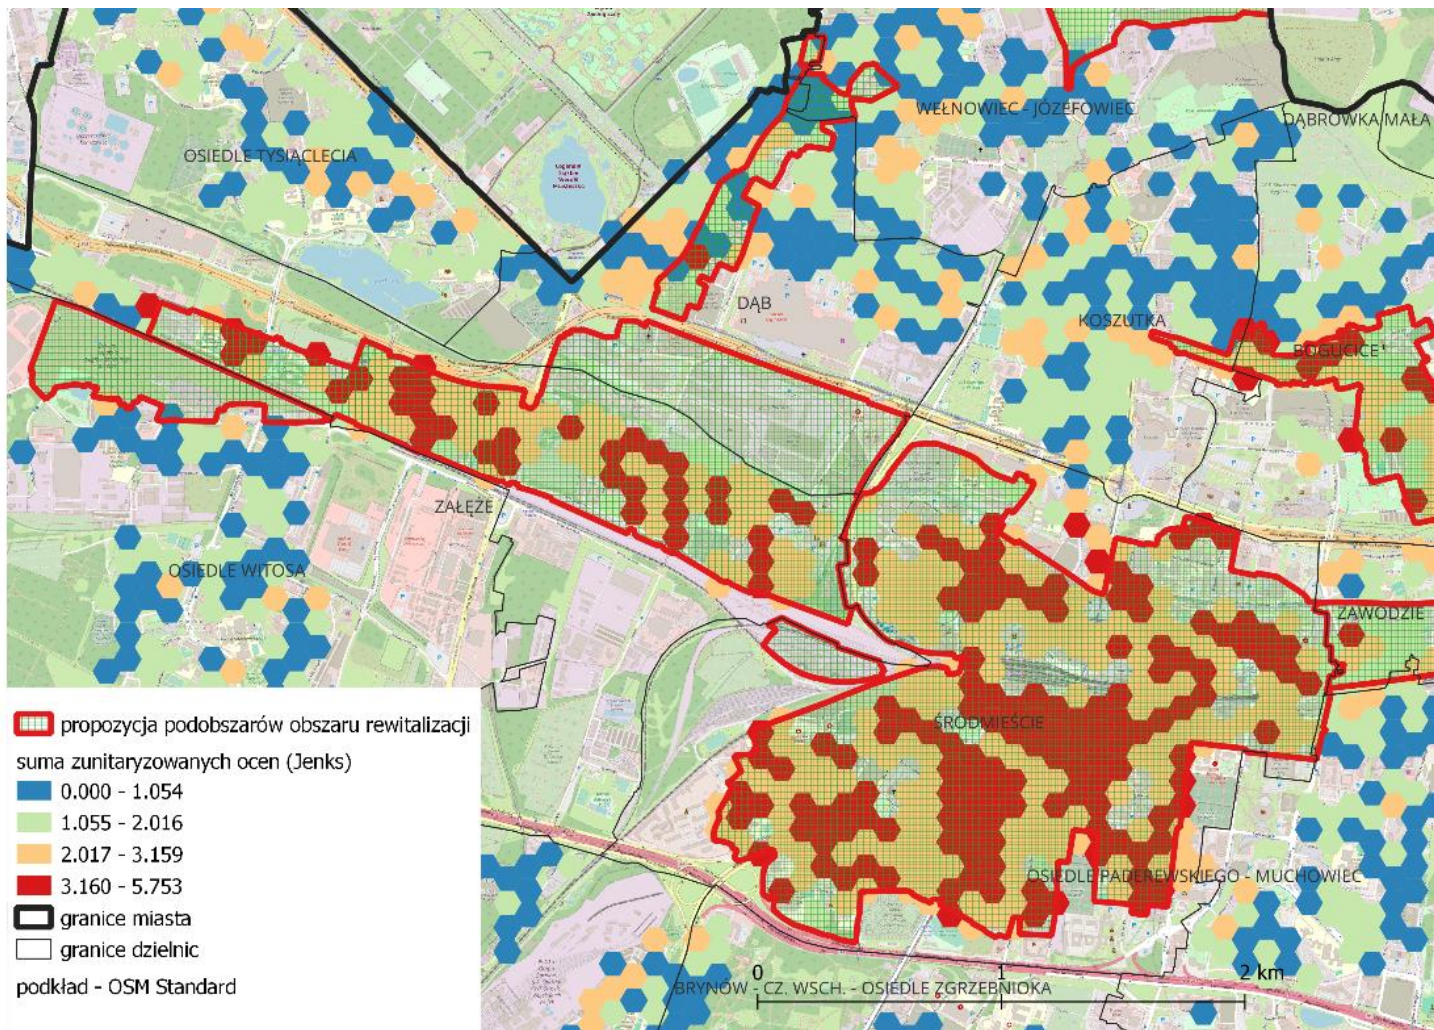 WEŁNOWIEC - JÓZEFOWIEC
DĄBRÓWKA MAŁA
OSIEDLE TYSIĄCLECIA
DĄB
KOSZUTKA
BOGUCICE
ZAŁĘŻE
OSIEDLE WITOSA
ZAWODZIE
ŚRÓDMIEŚCIE
OSIEDLE PADEREWSKIEGO - MUCHOWIEC
BRYNÓW - CZ. WSCH. - OSIEDLE ZGRZEBNIOKA
propozycja podobszarów obszaru rewitalizacji
suma zunitaryzowanych ocen (Jenks)
0.000 - 1.054
1.055 - 2.016
2.017 - 3.159
3.160 - 5.753
granice miasta
granice dzielnic
podkład - OSM Standard
0 1 2 km